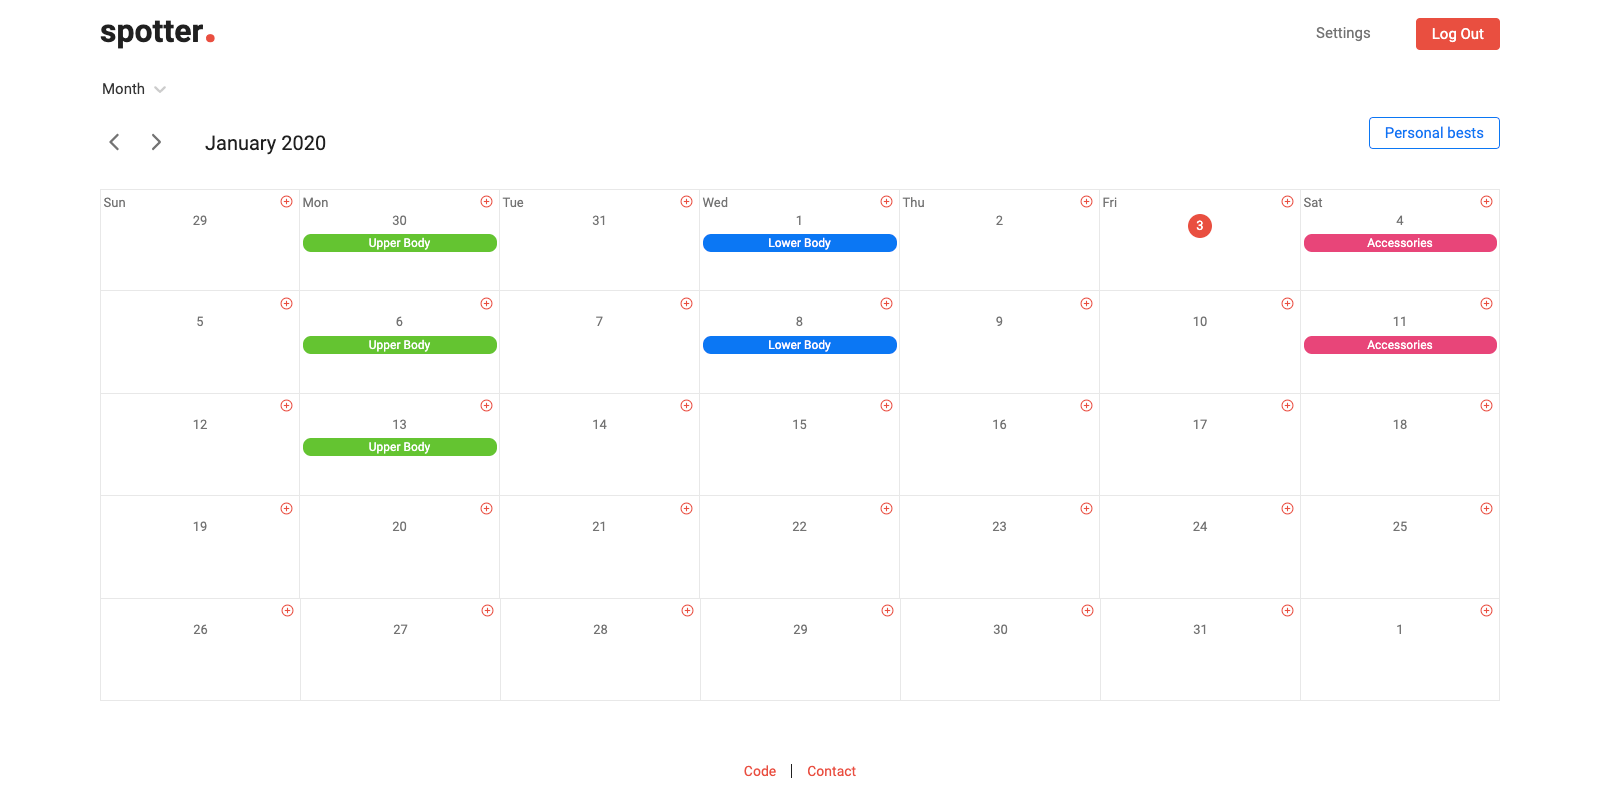 spotter.
Settings
Log Out
Month
January 2020
Personal bests
Sun Mon Tue Wed Thu Fri Sat
29 30 31 1 2 3 4
Upper Body Lower Body Accessories
5 6 7 8 9 10 11
Upper Body Lower Body Accessories
12 13 14 15 16 17 18
Upper Body
19 20 21 22 23 24 25
26 27 28 29 30 31 1
Code | Contact